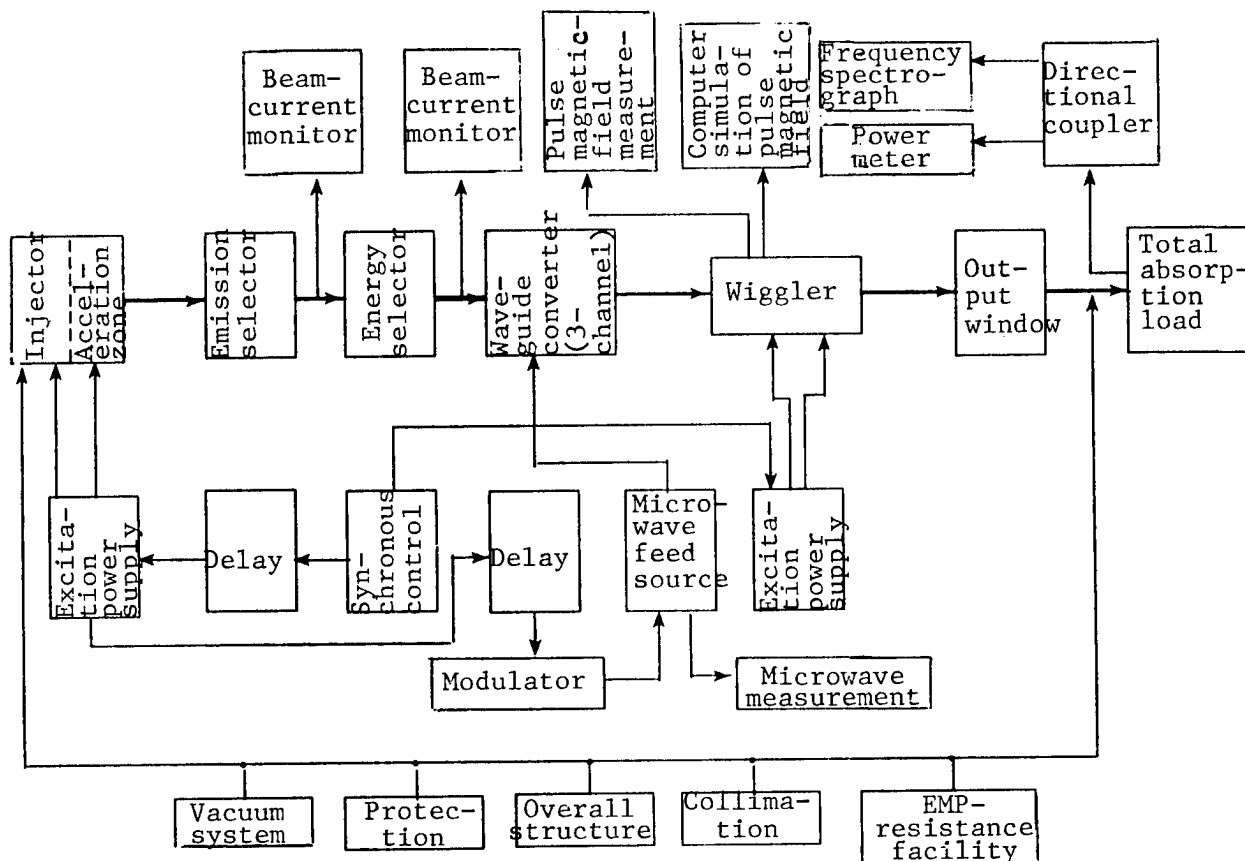 Beam-
current
monitor
Beam-
current
monitor
Pulse
magnetic-
field
measure-
ment
Computer
simula-
tion of
pulse
magnetic
field
Frequency
spectro-
graph
Power
meter
Direc-
tional
coupler
Injector
Accel-
eration
zone
Emission
selector
Energy
selector
Wave-
guide
converter
(3-
channel)
Wiggler
Out-
put
window
Total
absorp-
tion
load
Excita-
tion
power
supply
Delay
Syn-
chronous
control
Delay
Micro-
wave
feed
source
Excita-
tion
power
supply
Modulator
Microwave
measurement
Vacuum
system
Protec-
tion
Overall
structure
Collima-
tion
EMP-
resistance
facility